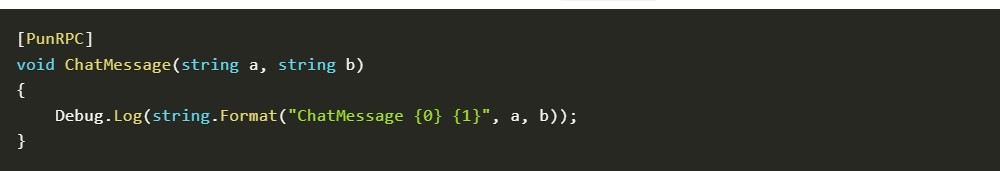 [PunRPC]
void ChatMessage(string a, string b)
{
    Debug.Log(string.Format("ChatMessage {0} {1}", a, b));
}